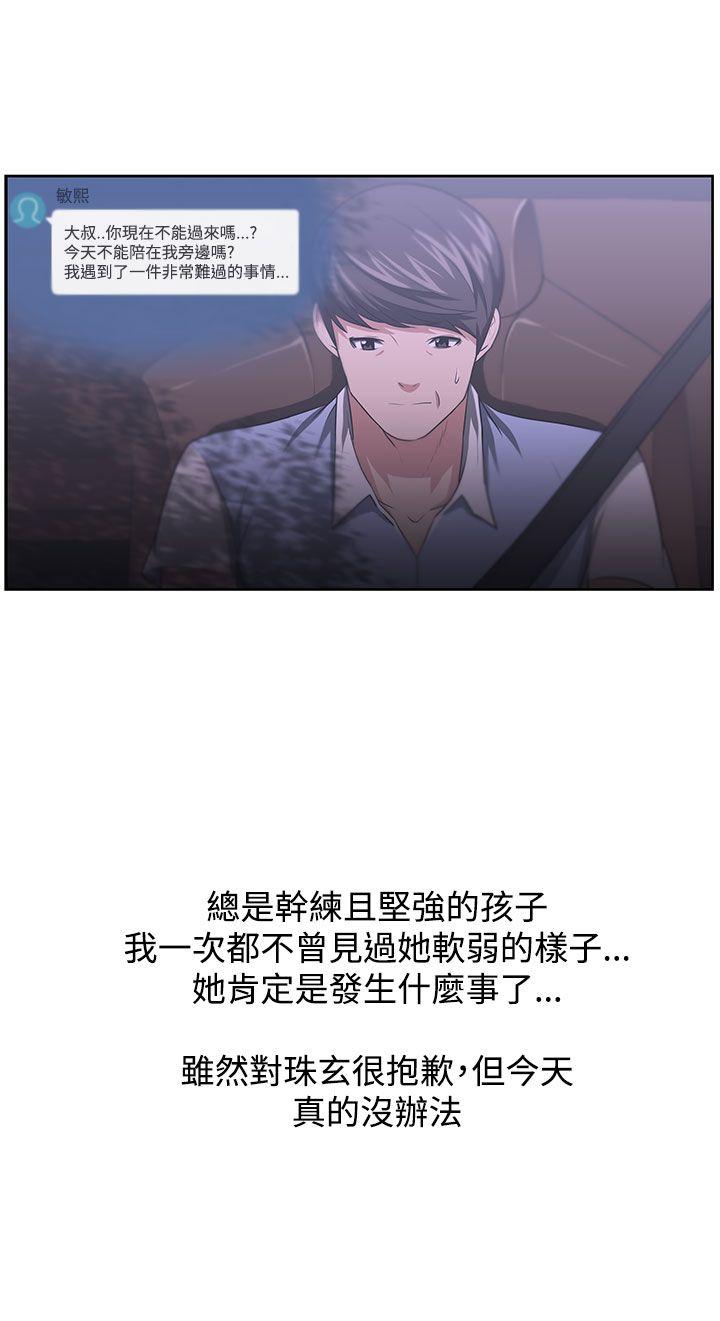 敏熙
大叔..你現在不能過來嗎...?
今天不能陪在我旁邊嗎?
我遇到了一件非常難過的事情...
總是幹練且堅強的孩子
我一次都不曾見過她軟弱的樣子...
她肯定是發生什麼事了...
雖然對珠玄很抱歉，但今天
真的沒辦法